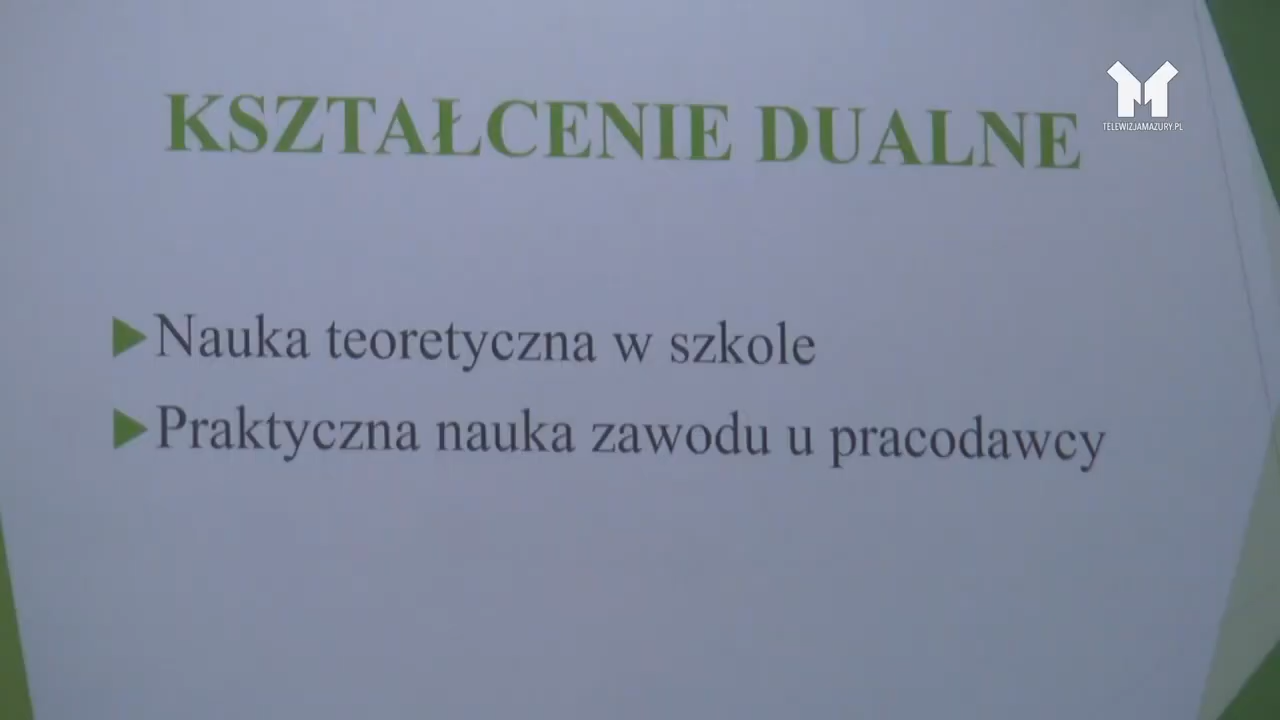 TELEWIZJAMAZURY.PL
KSZTAŁCENIE DUALNE
Nauka teoretyczna w szkole
Praktyczna nauka zawodu u pracodawcy